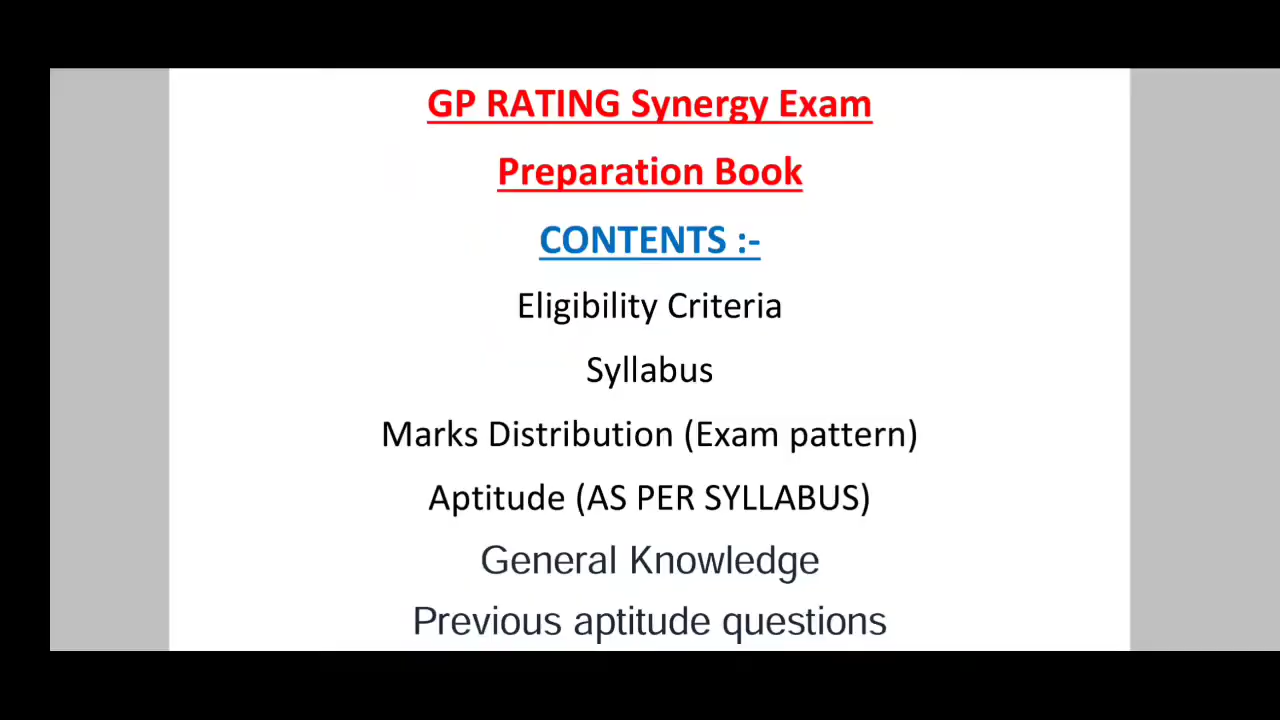 GP RATING Synergy Exam
Preparation Book
CONTENTS :-
Eligibility Criteria
Syllabus
Marks Distribution (Exam pattern)
Aptitude (AS PER SYLLABUS)
General Knowledge
Previous aptitude questions